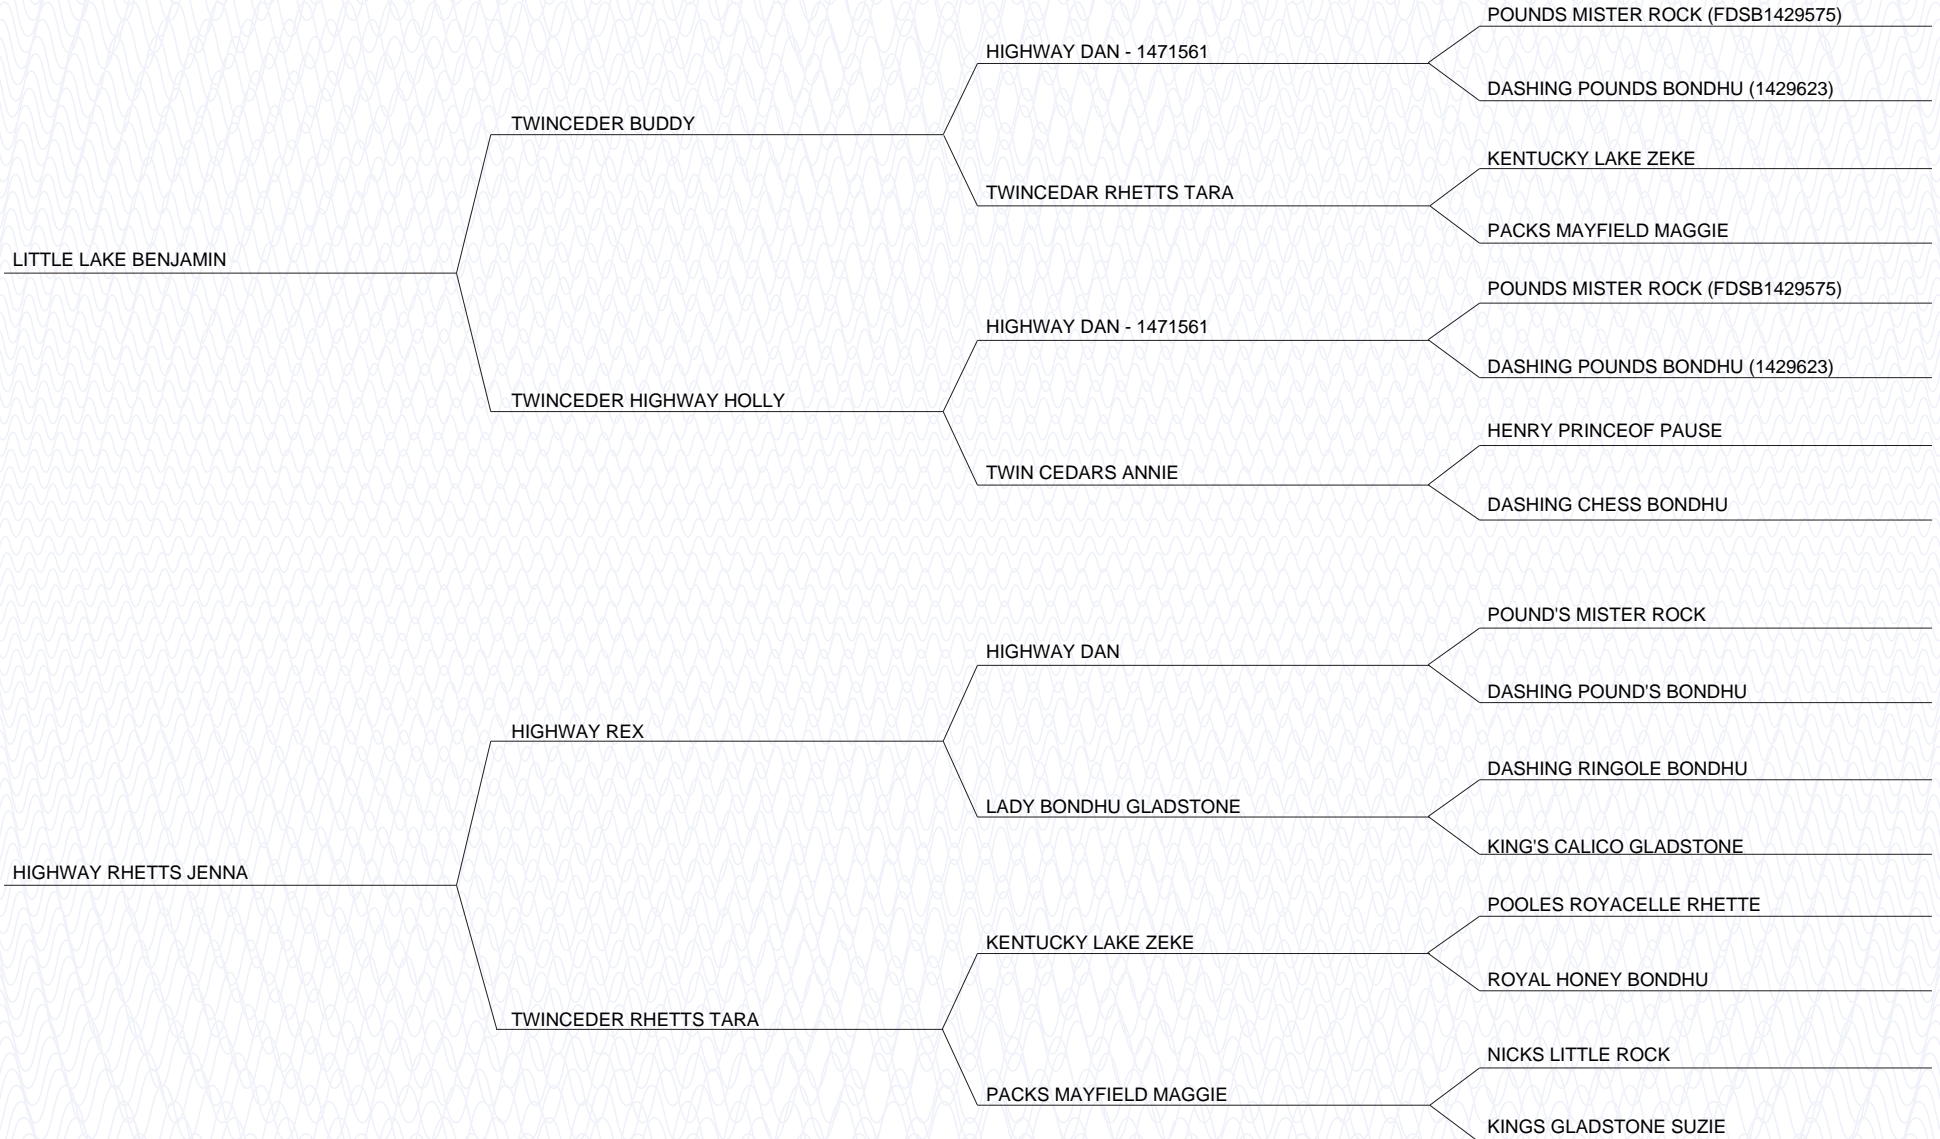 POUNDS MISTER ROCK (FDSB1429575)
HIGHWAY DAN - 1471561
DASHING POUNDS BONDHU (1429623)
TWINCEDER BUDDY
KENTUCKY LAKE ZEKE
TWINCEDAR RHETTS TARA
PACKS MAYFIELD MAGGIE
LITTLE LAKE BENJAMIN
POUNDS MISTER ROCK (FDSB1429575)
HIGHWAY DAN - 1471561
DASHING POUNDS BONDHU (1429623)
TWINCEDER HIGHWAY HOLLY
HENRY PRINCEOF PAUSE
TWIN CEDARS ANNIE
DASHING CHESS BONDHU
POUND'S MISTER ROCK
HIGHWAY DAN
DASHING POUND'S BONDHU
HIGHWAY REX
DASHING RINGOLE BONDHU
LADY BONDHU GLADSTONE
KING'S CALICO GLADSTONE
HIGHWAY RHETTS JENNA
POOLES ROYACELLE RHETTE
KENTUCKY LAKE ZEKE
ROYAL HONEY BONDHU
TWINCEDER RHETTS TARA
NICKS LITTLE ROCK
PACKS MAYFIELD MAGGIE
KINGS GLADSTONE SUZIE